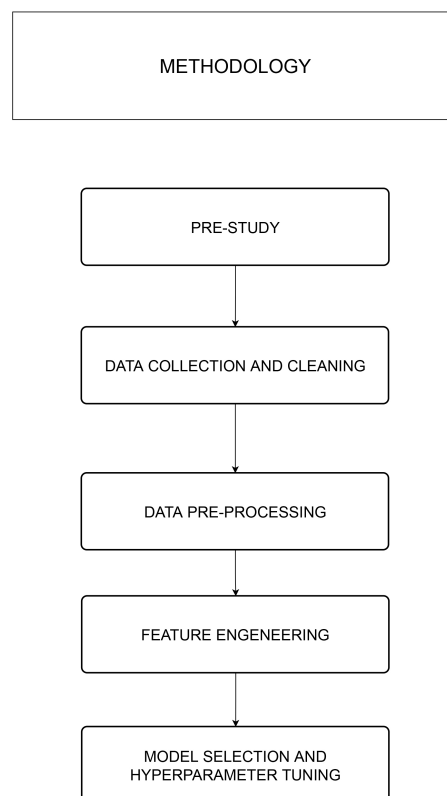 METHODOLOGY
PRE-STUDY
DATA COLLECTION AND CLEANING
DATA PRE-PROCESSING
FEATURE ENGENEERING
MODEL SELECTION AND
HYPERPARAMETER TUNING